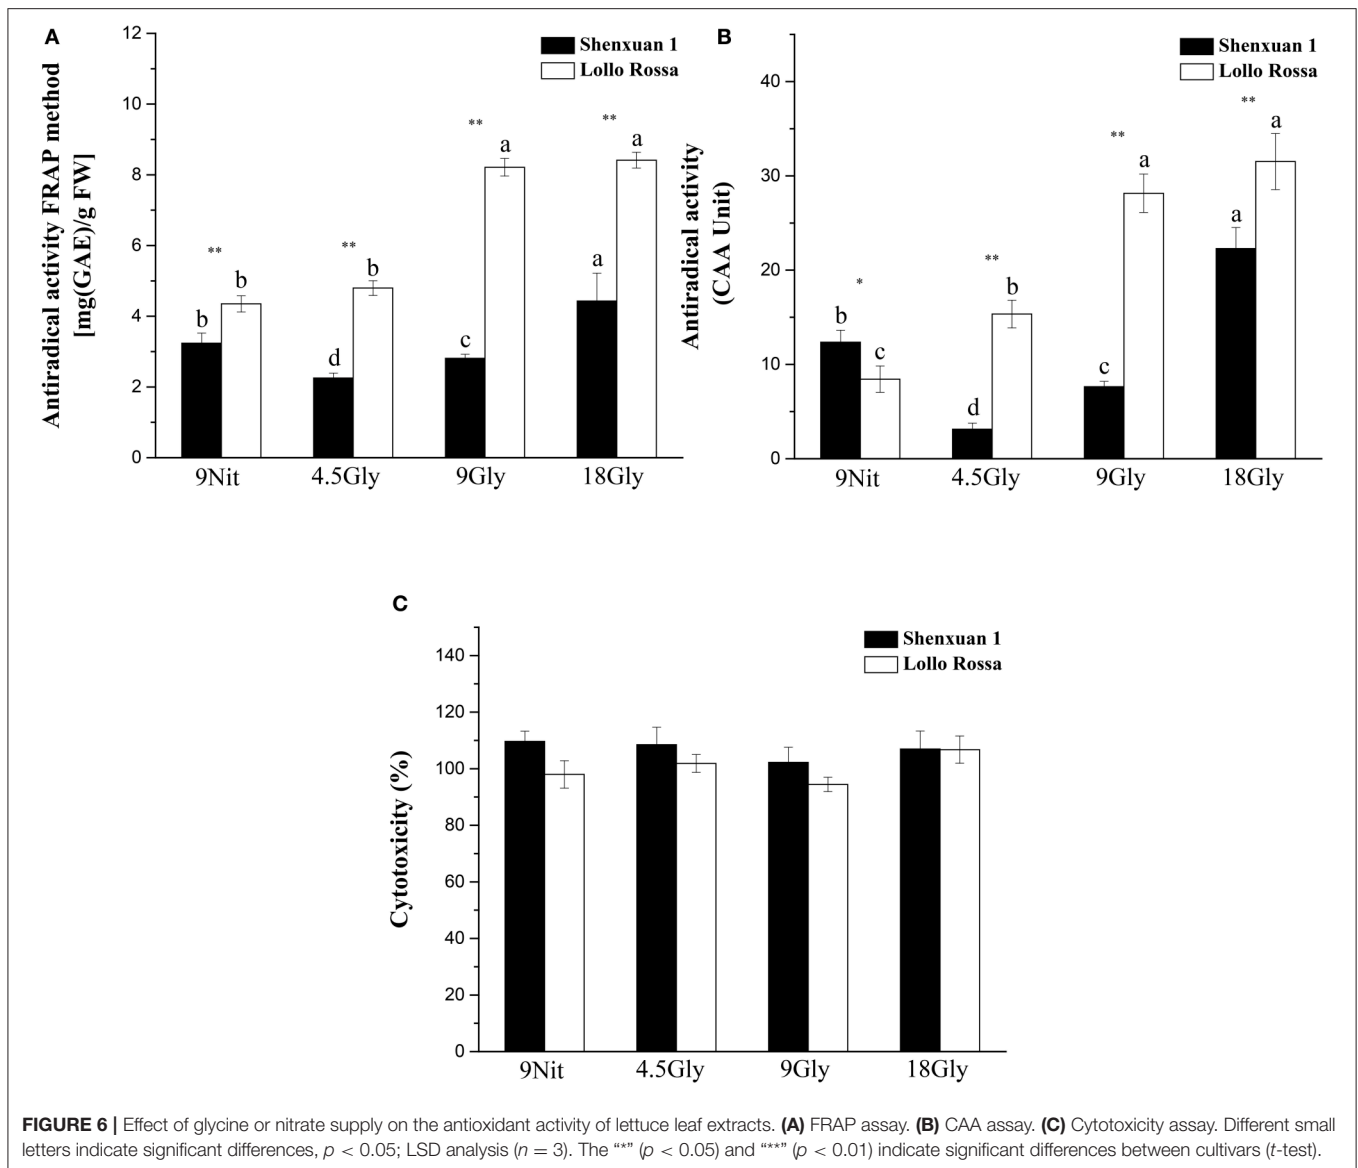 A
Antiradical activity FRAP method
[mg(GAE)/g FW]
12
10
8
6
4
2
0
Shenxuan 1
Lollo Rossa
**
**
**
**
b
b
d
b
c
a
a
a
9Nit
4.5Gly
9Gly
18Gly
B
Antiradical activity
(CAA Unit)
40
30
20
10
0
Shenxuan 1
Lollo Rossa
*
**
**
**
b
c
d
b
c
a
a
a
9Nit
4.5Gly
9Gly
18Gly
C
Cytotoxicity (%)
140
120
100
80
60
40
20
0
Shenxuan 1
Lollo Rossa
9Nit
4.5Gly
9Gly
18Gly
FIGURE 6 | Effect of glycine or nitrate supply on the antioxidant activity of lettuce leaf extracts. (A) FRAP assay. (B) CAA assay. (C) Cytotoxicity assay. Different small
letters indicate significant differences, p < 0.05; LSD analysis (n = 3). The “*” (p < 0.05) and “**” (p < 0.01) indicate significant differences between cultivars (t-test).